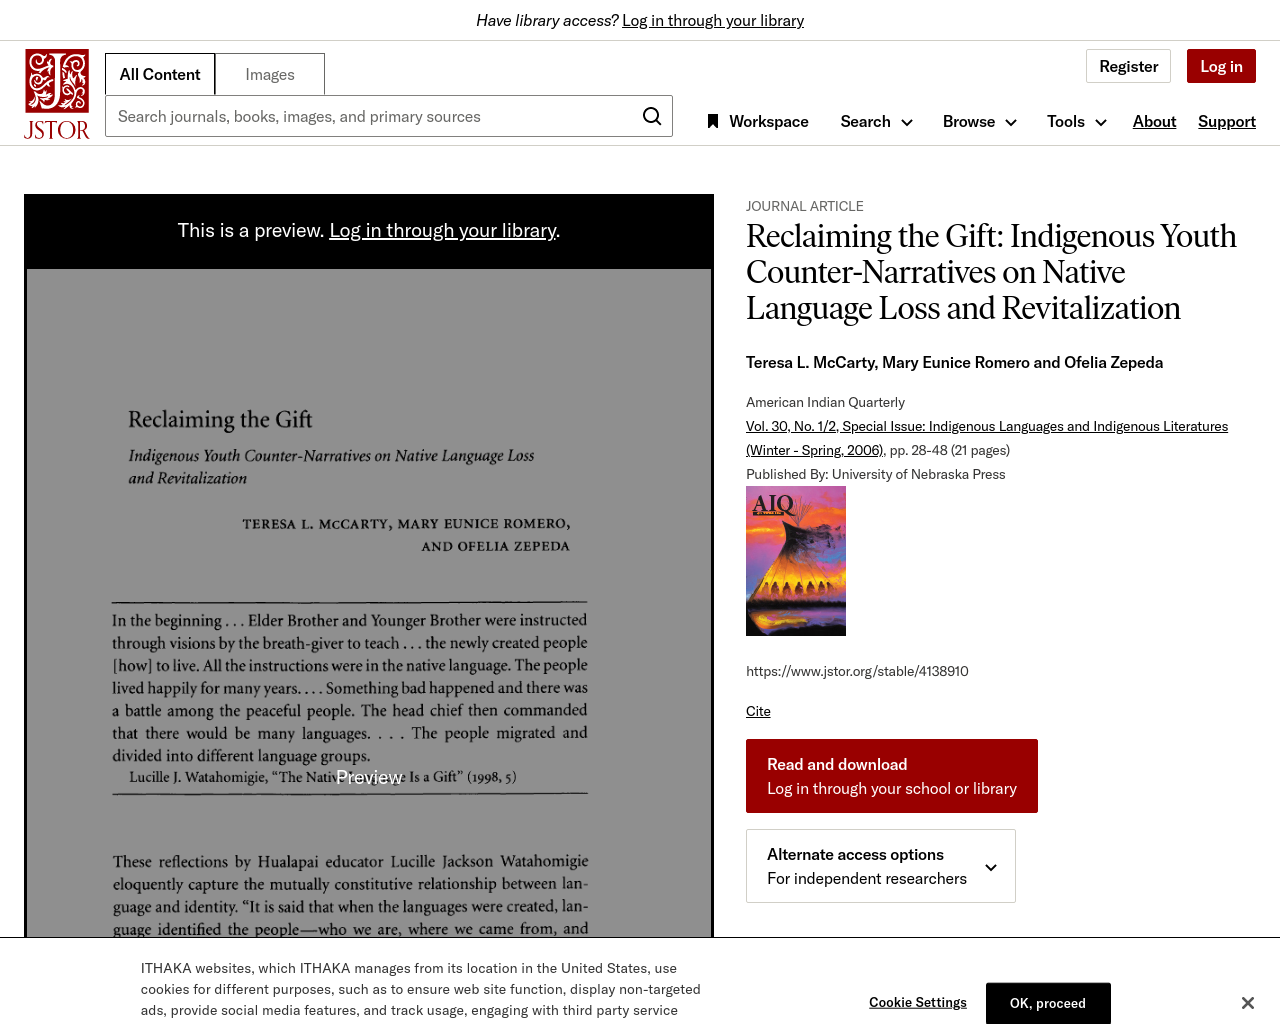 Have library access? Log in through your library
JSTOR
All Content
Images
Register
Log in
Search journals, books, images, and primary sources
Workspace
Search
Browse
Tools
About
Support
This is a preview. Log in through your library.
Reclaiming the Gift
Indigenous Youth Counter-Narratives on Native Language Loss
and Revitalization
TERESA L. MCCARTY, MARY EUNICE ROMERO,
AND OFELIA ZEPEDA
In the beginning . . . Elder Brother and Younger Brother were instructed
through visions by the breath-giver to teach . . . the newly created people
[how] to live. All the instructions were in the native language. The people
lived happily for many years. . . . Something bad happened and there was
a battle among the peaceful people. The head chief then commanded
that there would be many languages. . . . The people migrated and
divided into different language groups.
Lucille J. Watahomigie, “The Nativ Is a Gift” (1998, 5)
Preview
These reflections by Hualapai educator Lucille Jackson Watahomigie
eloquently capture the mutually constitutive relationship between lan-
guage and identity. “It is said that when the languages were created, lan-
guage identified the people—who we are, where we came from, and
JOURNAL ARTICLE
Reclaiming the Gift: Indigenous Youth
Counter-Narratives on Native
Language Loss and Revitalization
Teresa L. McCarty, Mary Eunice Romero and Ofelia Zepeda
American Indian Quarterly
Vol. 30, No. 1/2, Special Issue: Indigenous Languages and Indigenous Literatures
(Winter - Spring, 2006), pp. 28-48 (21 pages)
Published By: University of Nebraska Press
AIQ
https://www.jstor.org/stable/4138910
Cite
Read and download
Log in through your school or library
Alternate access options
For independent researchers
ITHAKA websites, which ITHAKA manages from its location in the United States, use
cookies for different purposes, such as to ensure web site function, display non-targeted
ads, provide social media features, and track usage, engaging with third party service
Cookie Settings
OK, proceed